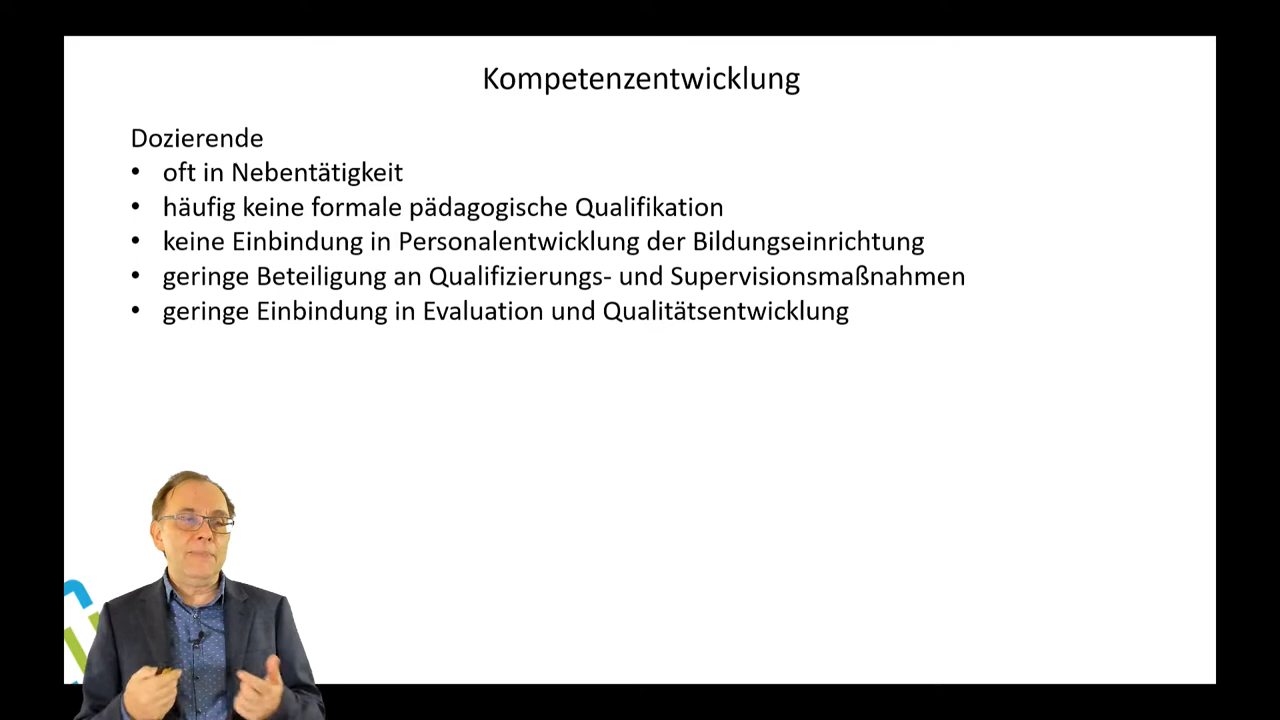 Kompetenzentwicklung
Dozierende
• oft in Nebentätigkeit
• häufig keine formale pädagogische Qualifikation
• keine Einbindung in Personalentwicklung der Bildungseinrichtung
• geringe Beteiligung an Qualifizierungs- und Supervisionsmaßnahmen
• geringe Einbindung in Evaluation und Qualitätsentwicklung